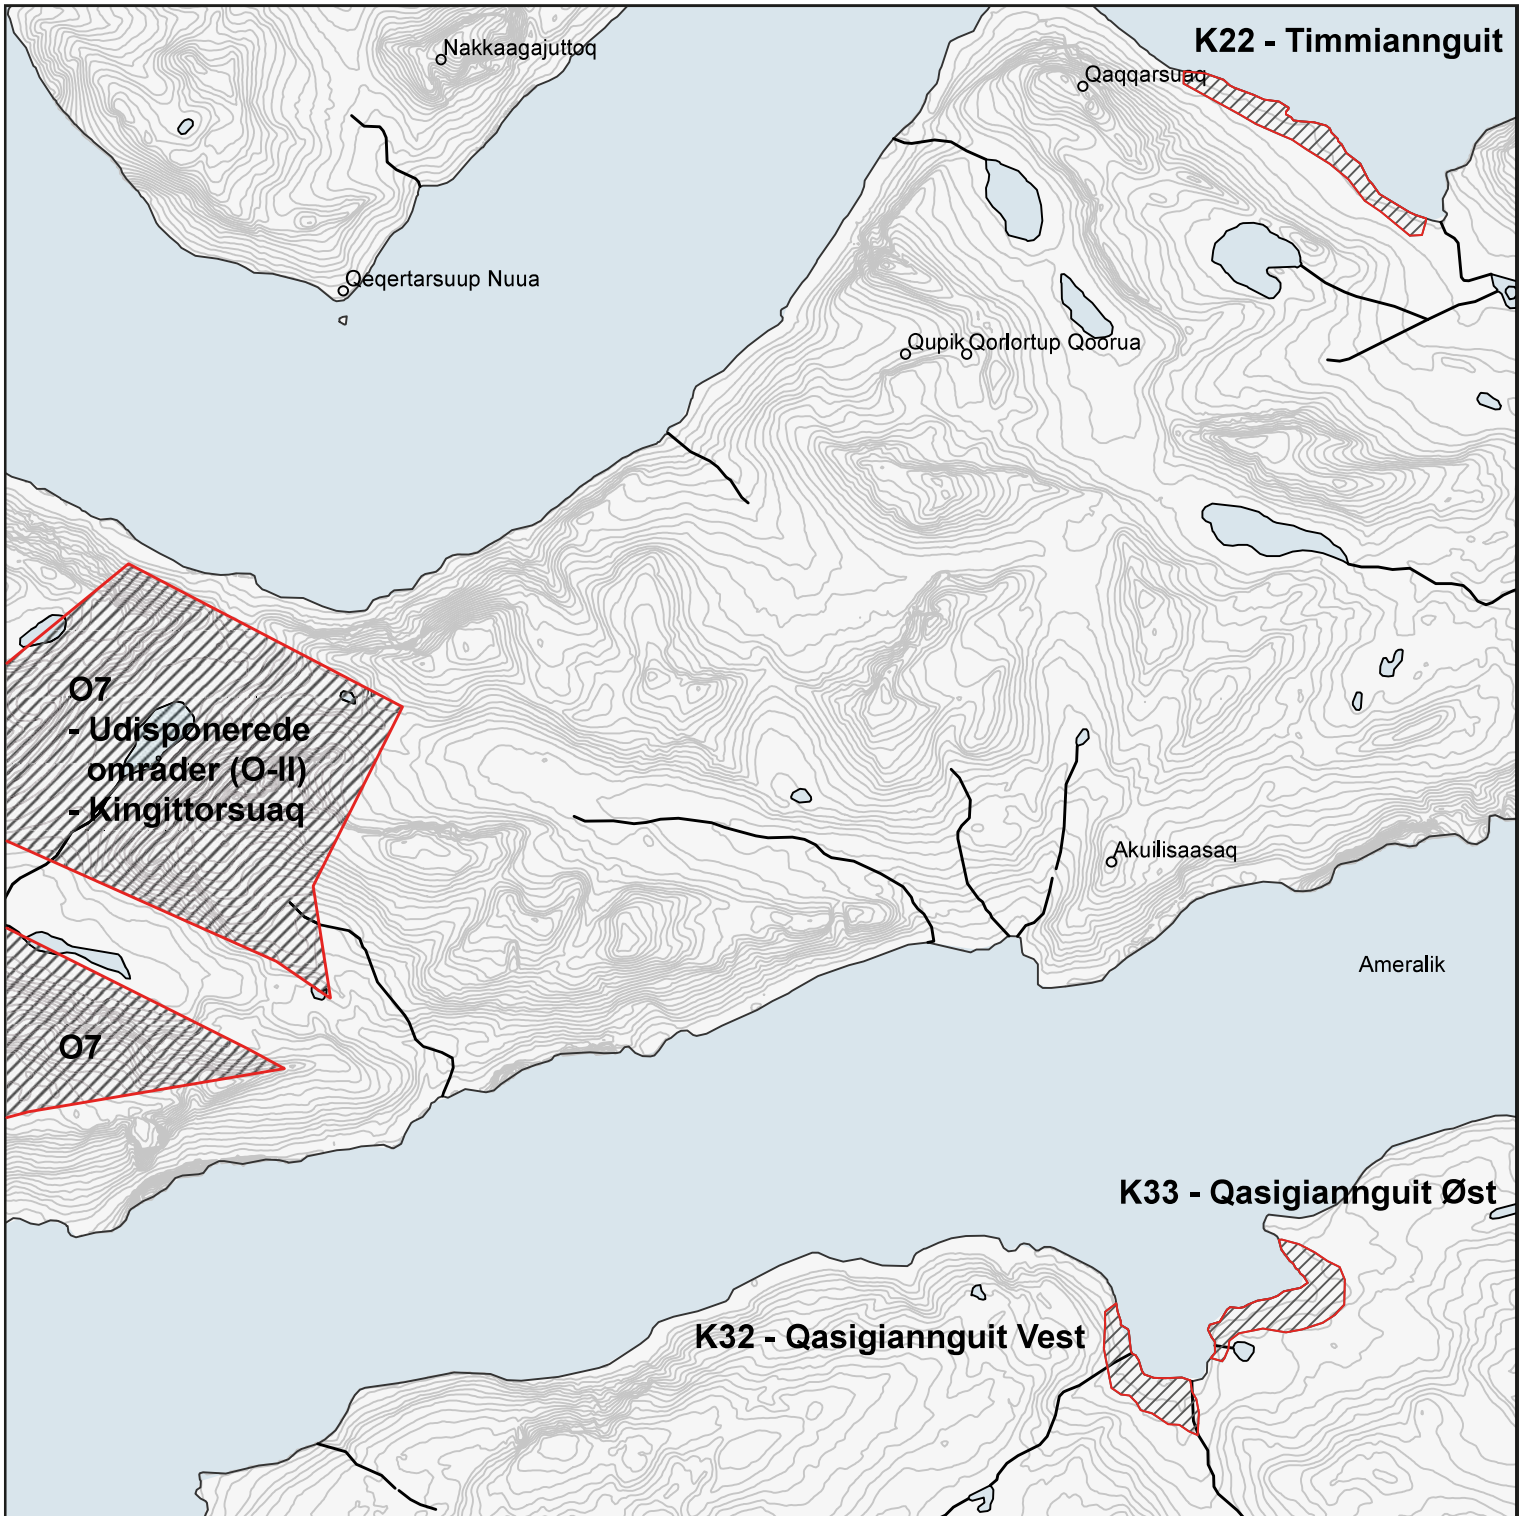 K22 - Timmiannguit
Nakkaagajuttoq
Qaqqarsuaq
Qeqertarsuup Nuua
Qupik
Qorlortup Qoorua
O7
- Udisponerede
områder (O-II)
- Kingittorsuaq
Akuilisaasaq
Ameralik
O7
K33 - Qasigiannguit Øst
K32 - Qasigiannguit Vest